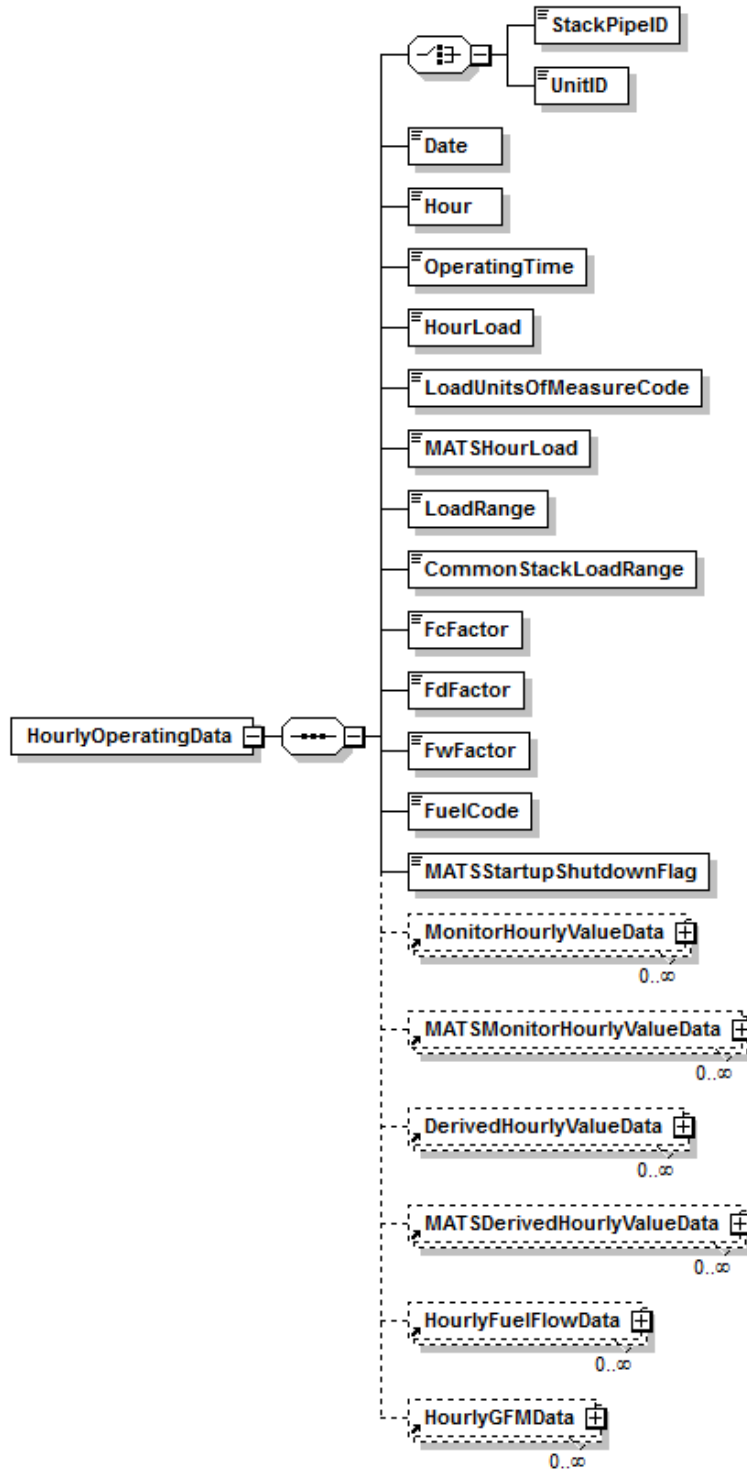 StackPipeID
UnitID
Date
Hour
OperatingTime
HourLoad
LoadUnitsOfMeasureCode
MATSHourLoad
LoadRange
CommonStackLoadRange
FcFactor
FdFactor
HourlyOperatingData
FwFactor
FuelCode
MATSStartupShutdownFlag
MonitorHourlyValueData
0..∞
MATSMonitorHourlyValueData
0..∞
DerivedHourlyValueData
0..∞
MATSDerivedHourlyValueData
0..∞
HourlyFuelFlowData
0..∞
HourlyGFMData
0..∞